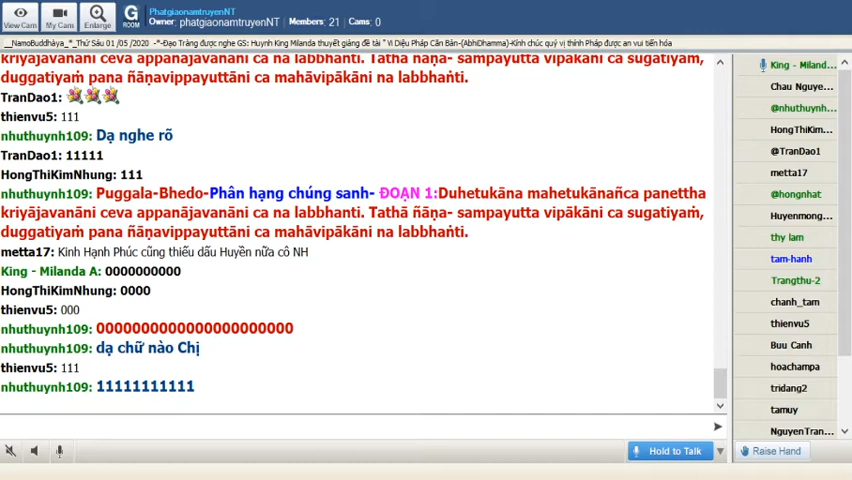 View Cam
My Cam
Enlarge
G ROOM
PhatgiaonamtruyenNT
Owner: phatgiaonamtruyenNT Members: 21 Cams: 0
__NamoBuddhàya_*_Thứ Sáu 01 /05 /2020 -*-Đạo Tràng được nghe GS: Huynh King Milanda thuyết giảng đề tài " Vi Diệu Pháp Căn Bản-(AbhiDhamma)-Kính chúc quý vị thính Pháp được an vui tiến hóa
kriyājavanāni ceva appanājavanāni ca na labbhanti. Tathā ñāṇa- sampayutta vipākāni ca sugatiyaṁ,
duggatiyaṁ pana ñāṇavippayuttāni ca mahāvipākāni na labbhaṅti.
TranDao1:
thienvu5: 111
nhuthuynh109: Dạ nghe rõ
TranDao1: 11111
HongThiKimNhung: 111
nhuthuynh109: Puggala-Bhedo-Phân hạng chúng sanh- ĐOẠN 1:Duhetukāna mahetukānañca panettha
kriyājavanāni ceva appanājavanāni ca na labbhanti. Tathā ñāṇa- sampayutta vipākāni ca sugatiyaṁ,
duggatiyaṁ pana ñāṇavippayuttāni ca mahāvipākāni na labbhaṅti.
metta17: Kinh Hạnh Phúc cũng thiếu dấu Huyền nữa cô NH
King - Milanda A: 0000000000
HongThiKimNhung: 0000
thienvu5: 000
nhuthuynh109: 0000000000000000000000
nhuthuynh109: dạ chữ nào Chị
thienvu5: 111
nhuthuynh109: 11111111111
King - Miland...
Chau Nguye...
@nhuthuynh...
HongThiKim...
@TranDao1
metta17
@hongnhat
Huyenmong...
thy lam
tam-hanh
Trangthu-2
chanh_tam
thienvu5
Buu Canh
hoachampa
tridang2
tamuy
NguyenTran...
Hold to Talk
Raise Hand